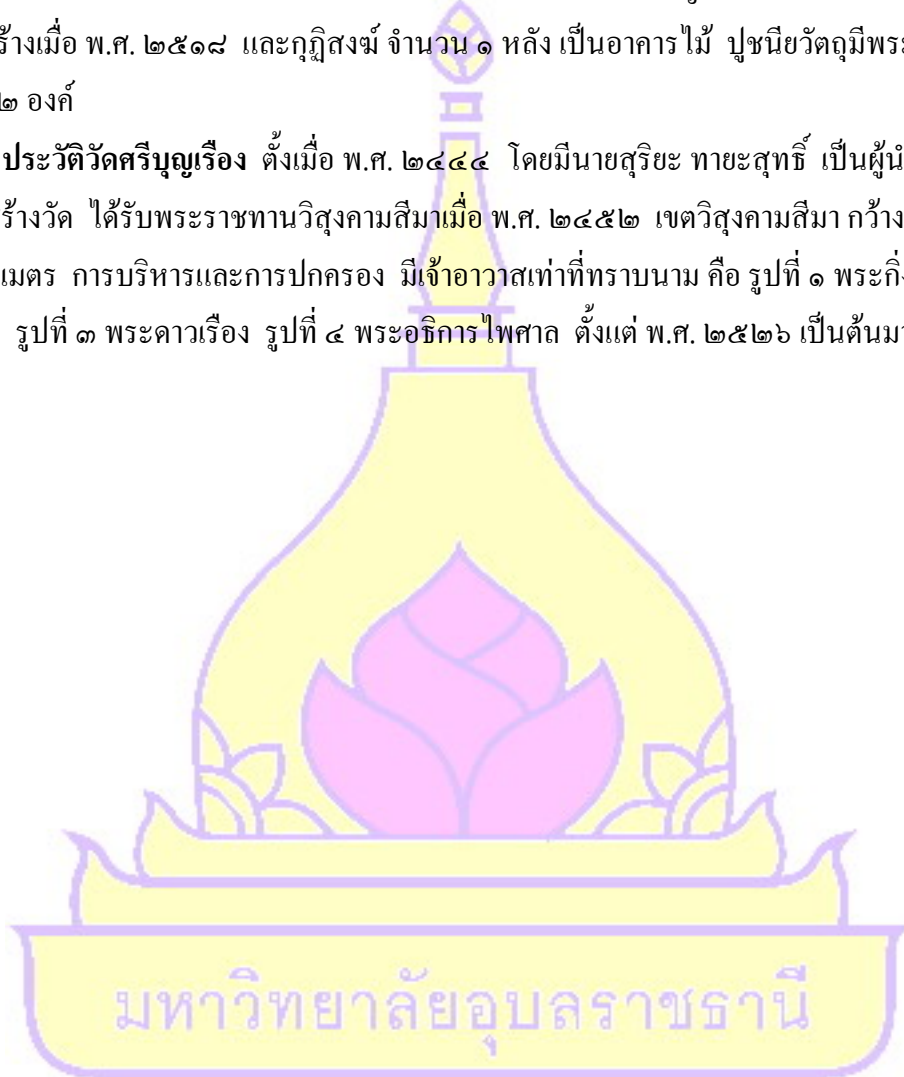 ร้างเมื่อ พ.ศ. ๒๕๑๘ และกุฏิสงฆ์ จำนวน ๑ หลัง เป็นอาคารไม้ ปูชนียวัตถุมีพระ
๒ องค์
ประวัติวัดศรีบุญเรือง ตั้งเมื่อ พ.ศ. ๒๔๔๔ โดยมีนายสุริยะ ทายะสุทธิ์ เป็นผู้นำ
ร้างวัด ได้รับพระราชทานวิสุงคามสีมาเมื่อ พ.ศ. ๒๔๕๒ เขตวิสุงคามสีมา กว้าง
เมตร การบริหารและการปกครอง มีเจ้าอาวาสเท่าที่ทราบนาม คือ รูปที่ ๑ พระกิ่
รูปที่ ๓ พระดาวเรือง รูปที่ ๔ พระอธิการไพศาล ตั้งแต่ พ.ศ. ๒๕๒๖ เป็นต้นมา
มหาวิทยาลัยอุบลราชธานี